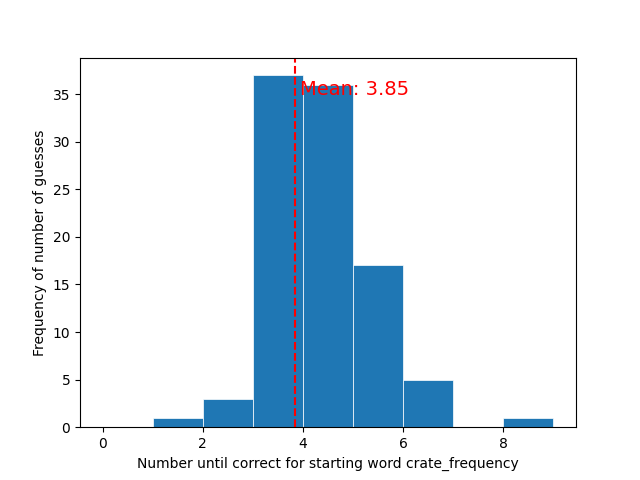 Mean: 3.85
35
30
25
20
15
10
5
0
0 2 4 6 8
Frequency of number of guesses
Number until correct for starting word crate_frequency